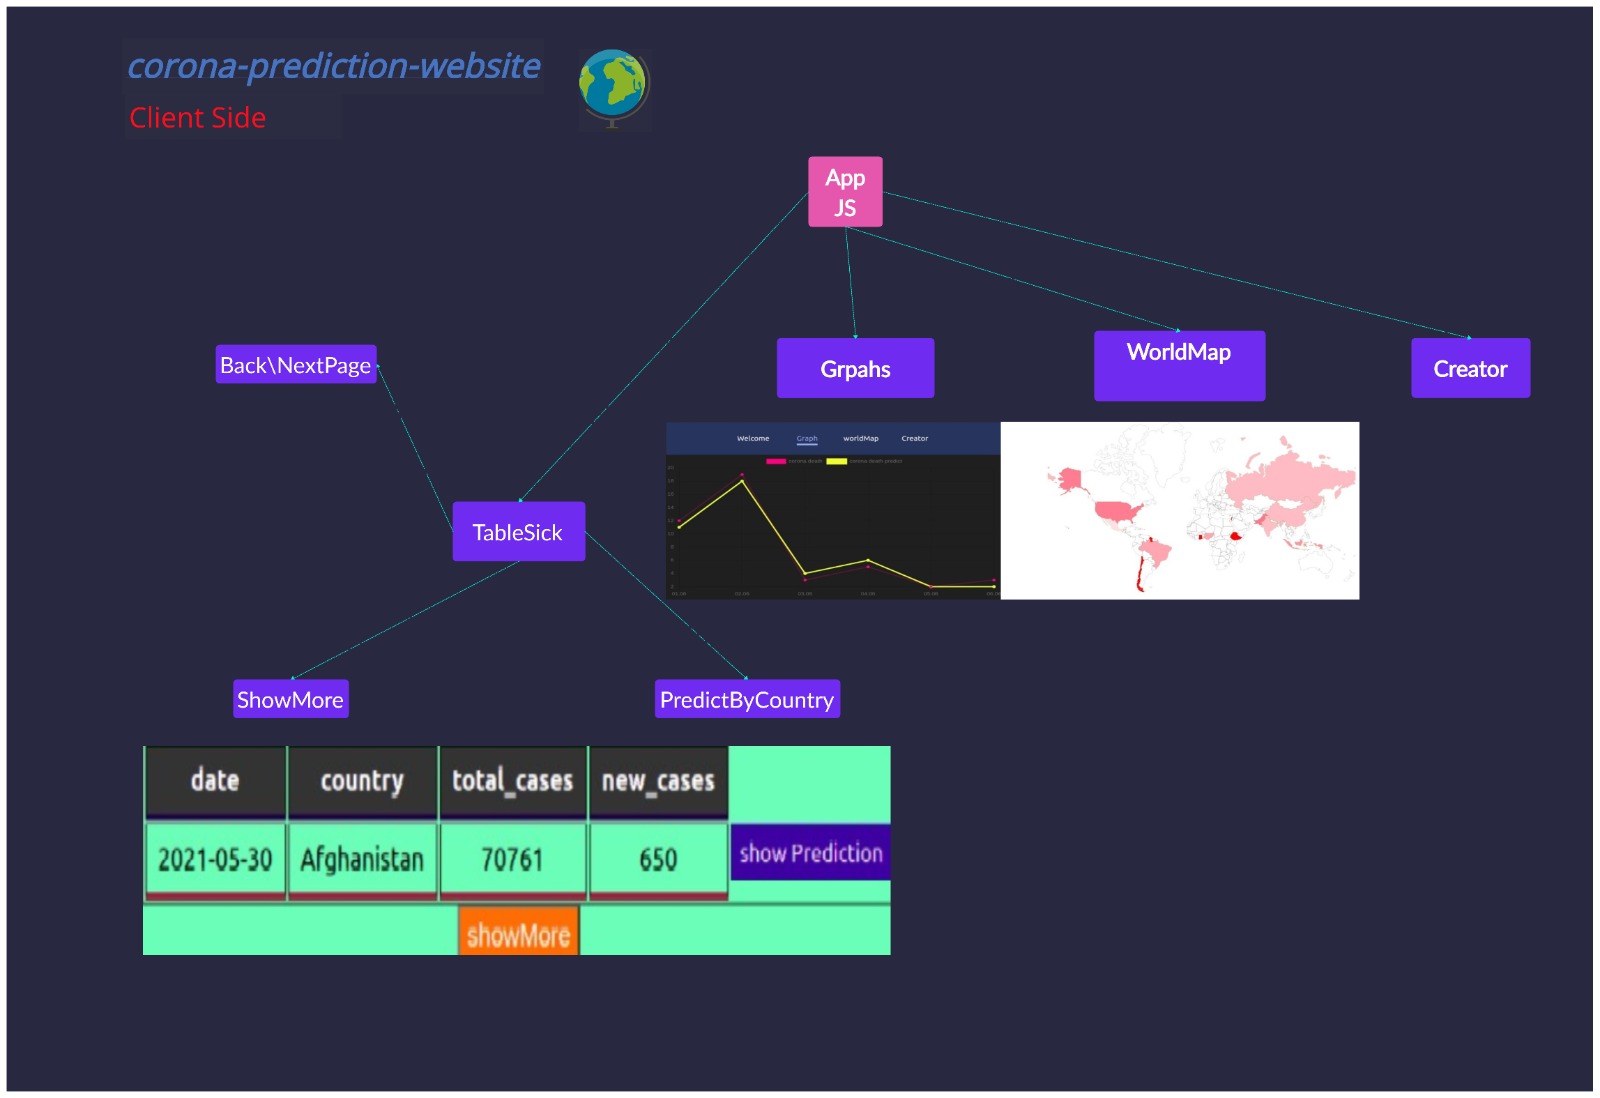 corona-prediction-website
Client Side
App
JS
Back\NextPage
Grpahs
WorldMap
Creator
Welcome Graph worldMap Creator
corona death corona death predict
TableSick
ShowMore
PredictByCountry
date country total_cases new_cases
2021-05-30 Afghanistan 70761 650 show Prediction
showMore